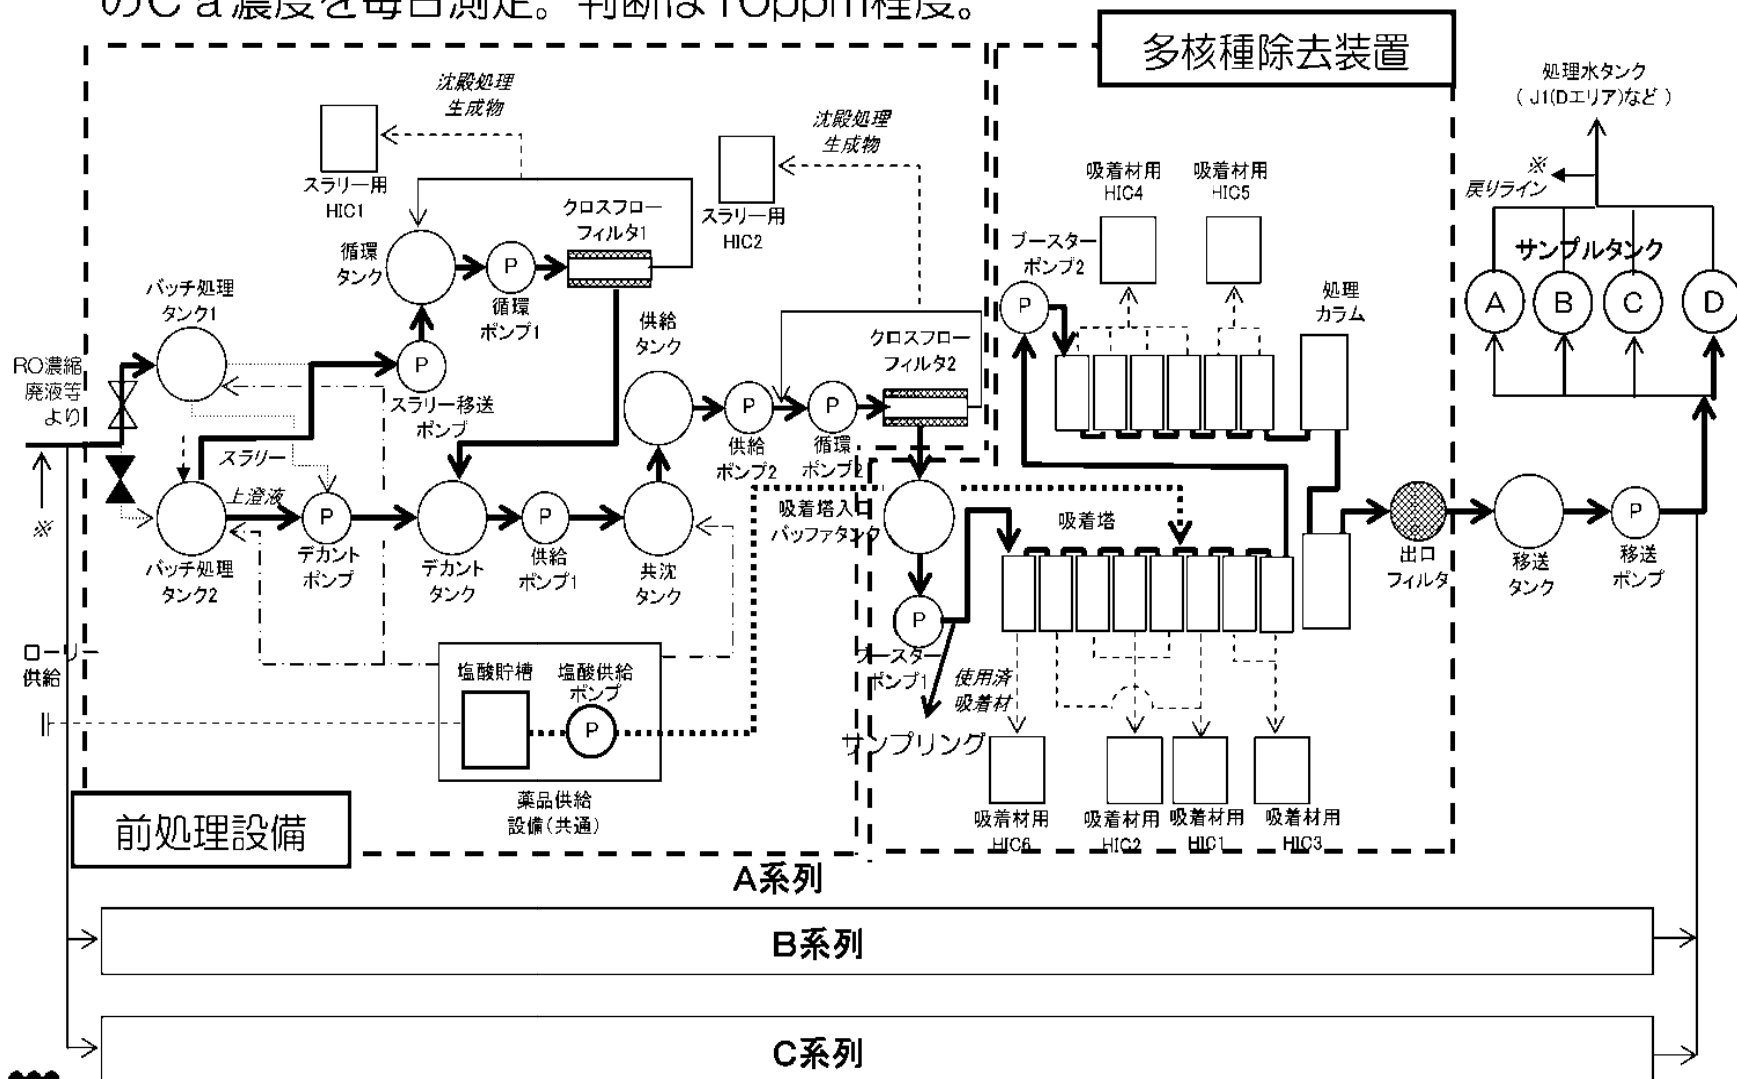 のCa濃度を毎日測定。判断は10ppm程度。
多核種除去装置
処理水タンク
( J1(Dエリア)など )
沈殿処理
生成物
沈殿処理
生成物
スラリー用
HIC1
スラリー用
HIC2
クロスフロー
フィルタ1
吸着材用
HIC4
吸着材用
HIC5
※
戻りライン
循環
タンク
P
循環
ポンプ1
ブースター
ポンプ2
P
サンプルタンク
A
B
C
D
バッチ処理
タンク1
供給
タンク
クロスフロー
フィルタ2
処理
カラム
RO濃縮
廃液等
より
P
スラリー移送
ポンプ
P
供給
ポンプ2
P
循環
ポンプ2
スラリー
上澄液
※
バッチ処理
タンク2
P
デカント
ポンプ
デカント
タンク
P
供給
ポンプ1
共沈
タンク
吸着塔入口
バッファタンク
吸着塔
出口
フィルタ
移送
タンク
P
移送
ポンプ
P
ブースター
ポンプ1
使用済
吸着材
サンプリング
ローリー
供給
塩酸貯槽
塩酸供給
ポンプ
P
薬品供給
設備(共通)
吸着材用
HIC6
吸着材用
HIC2
吸着材用
HIC1
吸着材用
HIC3
前処理設備
A系列
B系列
C系列